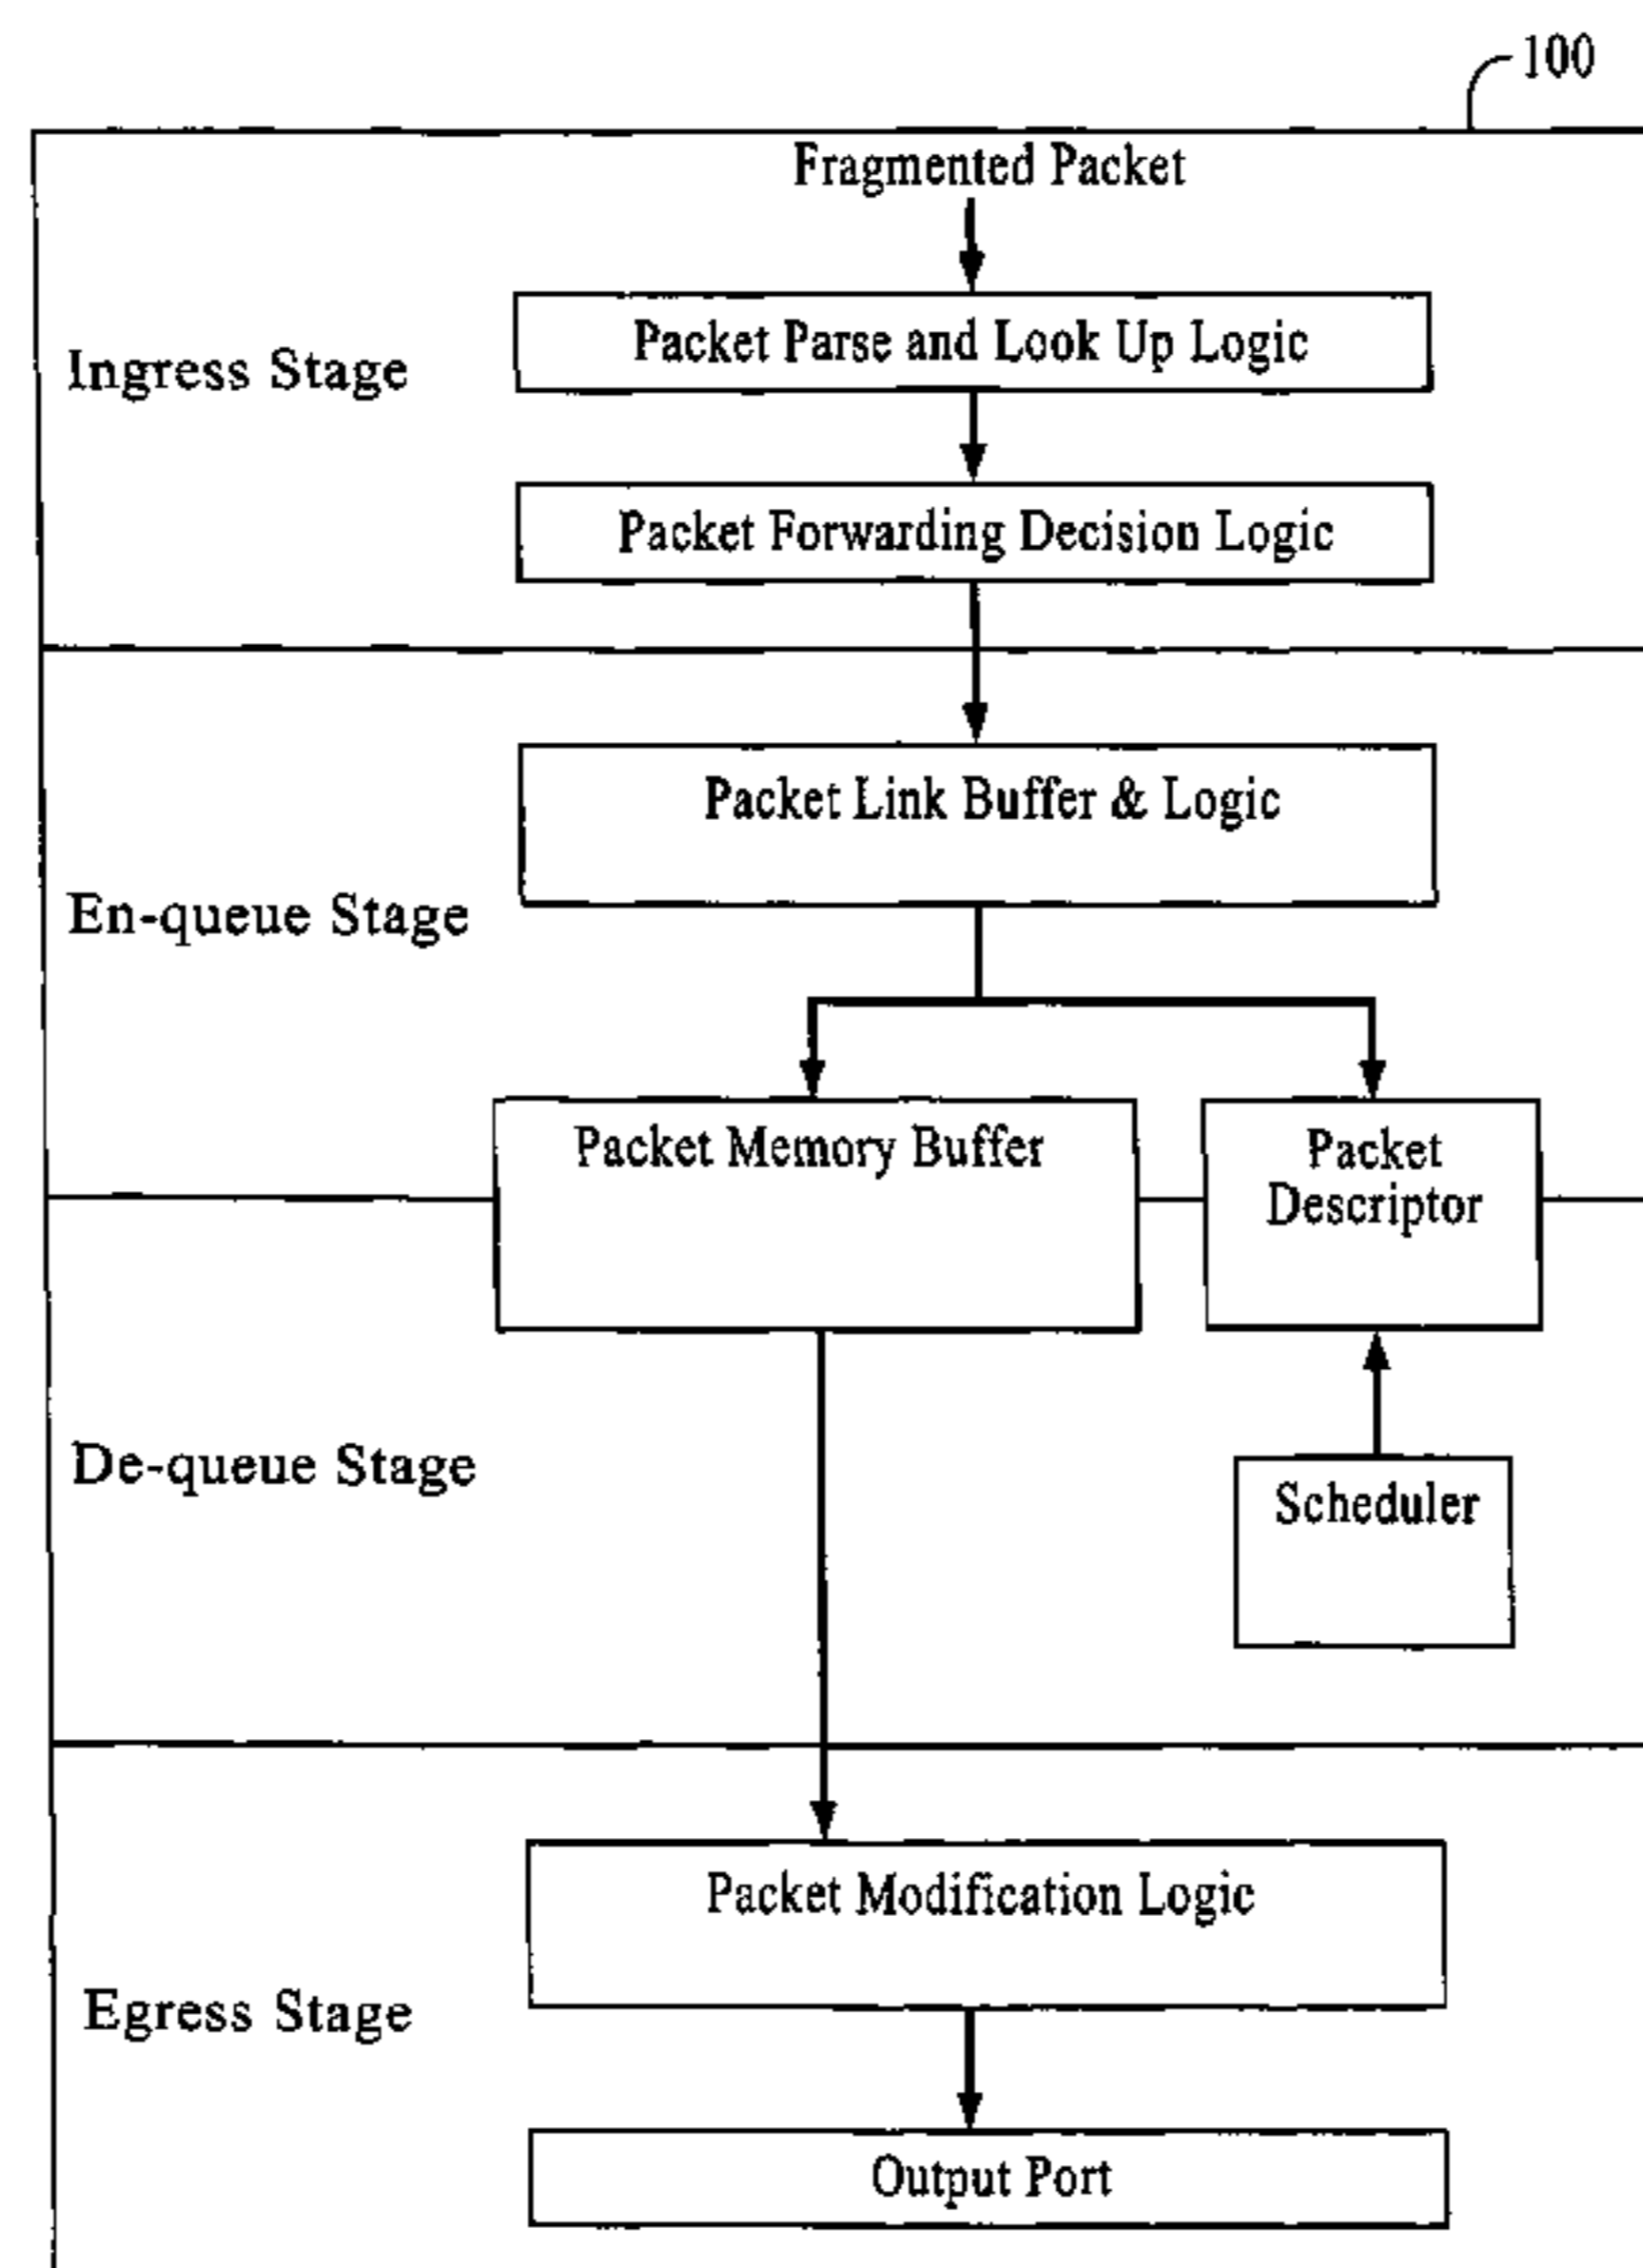 100
Fragmented Packet
Packet Parse and Look Up Logic
Ingress Stage
Packet Forwarding Decision Logic
Packet Link Buffer & Logic
En-queue Stage
Packet Memory Buffer
Packet
Descriptor
De-queue Stage
Scheduler
Packet Modification Logic
Egress Stage
Output Port